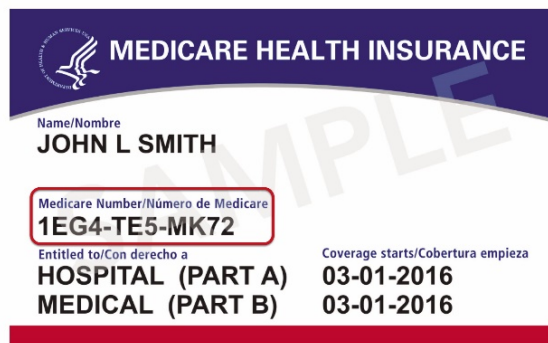 MEDICARE HEALTH INSURANCE
Name/Nombre
JOHN L SMITH
Medicare Number/Número de Medicare
1EG4-TE5-MK72
Entitled to/Con derecho a
HOSPITAL (PART A)
MEDICAL (PART B)
Coverage starts/Cobertura empieza
03-01-2016
03-01-2016
SAMPLE